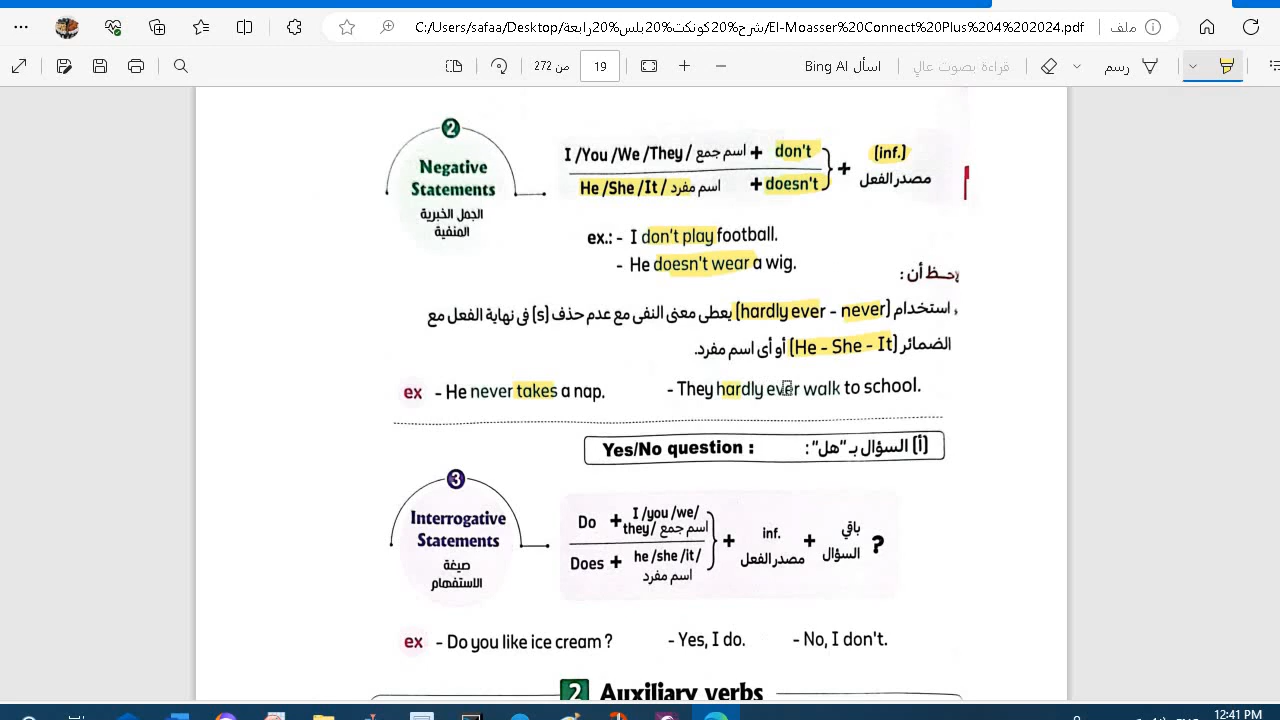 C:/Users/safaa/Desktop/شرح%20كونكت%20بلس%20رابعة/El-Moasser%20Connect%20Plus%204%202024.pdf
ملف
19 من 272
اسأل Bing AI
قراءة بصوت عالٍ
رسم
2
Negative Statements
الجمل الخبرية المنفية
I /You /We /They / اسم جمع + don't
He /She /It / اسم مفرد + doesn't
+ (inf.) مصدر الفعل
ex.: - I don't play football.
- He doesn't wear a wig.
لاحظ أن :
استخدام (hardly ever - never) يعطى معنى النفى مع عدم حذف (s) فى نهاية الفعل مع
الضمائر (He - She - It) أو أى اسم مفرد.
ex - He never takes a nap. - They hardly ever walk to school.
(أ) السؤال بـ "هل" : Yes/No question :
3
Interrogative Statements
صيغة الاستفهام
Do + I /you /we/ they/ اسم جمع
Does + he /she /it/ اسم مفرد
+ inf. مصدر الفعل + باقي السؤال ?
ex - Do you like ice cream ? - Yes, I do. - No, I don't.
2 Auxiliary verbs
12:41 PM